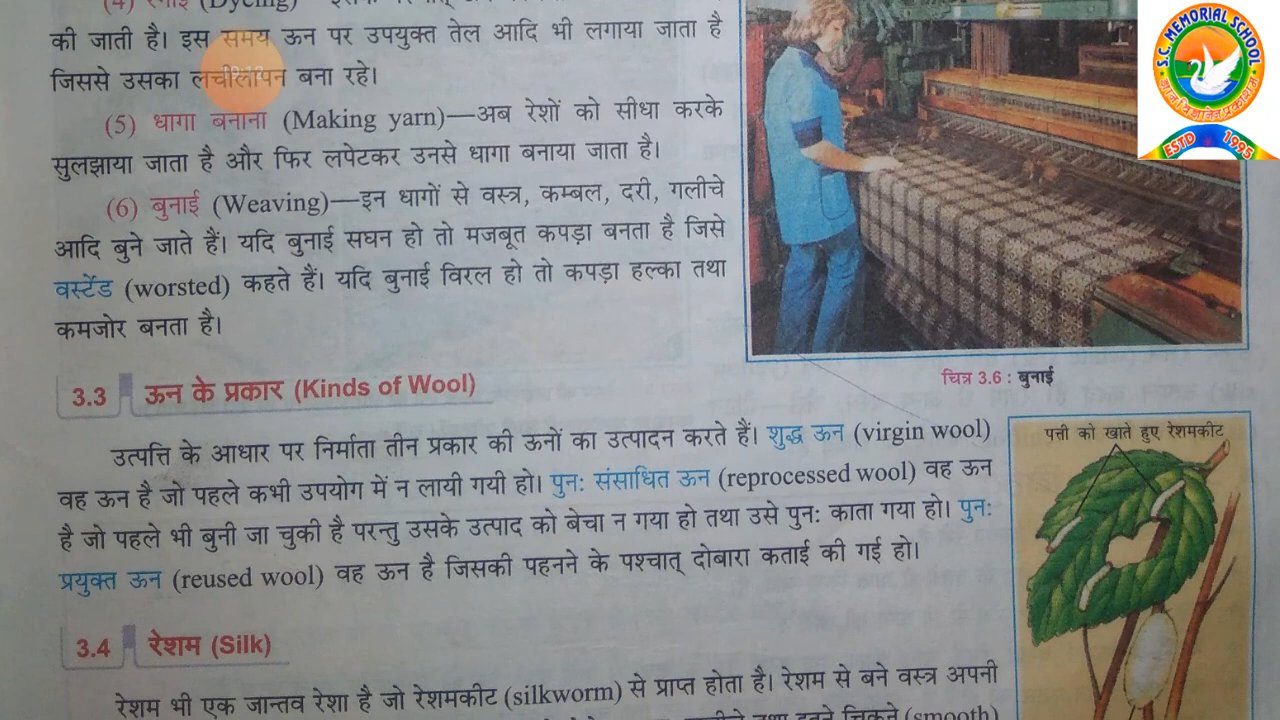 (4) रंगाई (Dyeing)—
की जाती है। इस समय ऊन पर उपयुक्त तेल आदि भी लगाया जाता है
जिससे उसका लचीलापन बना रहे।
(5) धागा बनाना (Making yarn)—अब रेशों को सीधा करके
सुलझाया जाता है और फिर लपेटकर उनसे धागा बनाया जाता है।
(6) बुनाई (Weaving)—इन धागों से वस्त्र, कम्बल, दरी, गलीचे
आदि बुने जाते हैं। यदि बुनाई सघन हो तो मजबूत कपड़ा बनता है जिसे
वर्स्टेड (worsted) कहते हैं। यदि बुनाई विरल हो तो कपड़ा हल्का तथा
कमजोर बनता है।
चित्र 3.6 : बुनाई
3.3 ऊन के प्रकार (Kinds of Wool)
उत्पत्ति के आधार पर निर्माता तीन प्रकार की ऊनों का उत्पादन करते हैं। शुद्ध ऊन (virgin wool)
वह ऊन है जो पहले कभी उपयोग में न लायी गयी हो। पुनः संसाधित ऊन (reprocessed wool) वह ऊन
है जो पहले भी बुनी जा चुकी है परन्तु उसके उत्पाद को बेचा न गया हो तथा उसे पुनः काता गया हो। पुनः
प्रयुक्त ऊन (reused wool) वह ऊन है जिसकी पहनने के पश्चात् दोबारा कताई की गई हो।
पत्ती को खाते हुए रेशमकीट
3.4 रेशम (Silk)
रेशम भी एक जान्तव रेशा है जो रेशमकीट (silkworm) से प्राप्त होता है। रेशम से बने वस्त्र अपनी
तथा इतने चिकने (smooth)
S.C. MEMORIAL SCHOOL
ESTD 1995